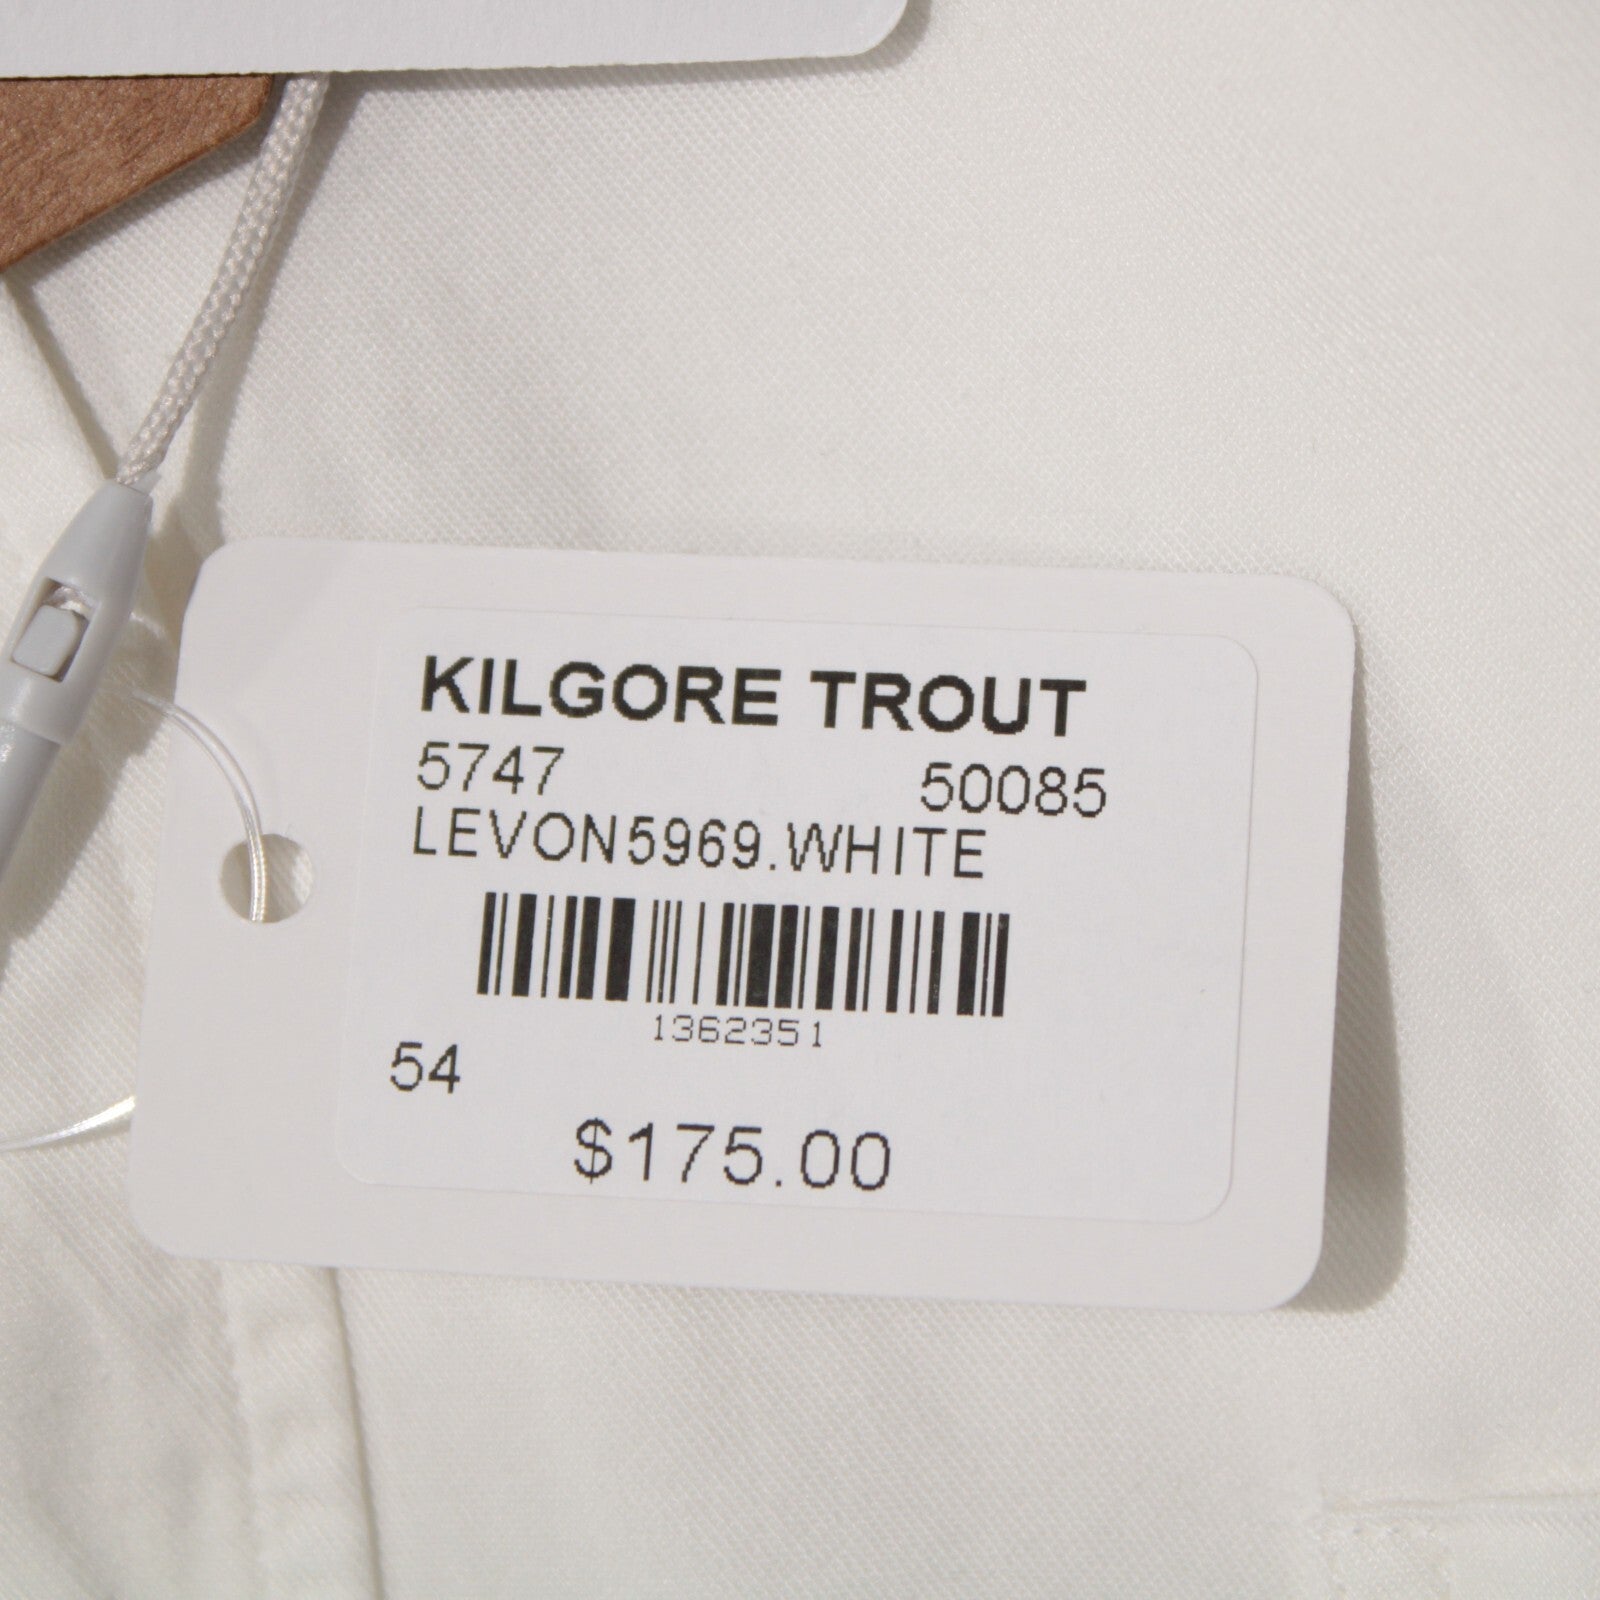 KILGORE TROUT
5747 50085
LEVON5969.WHITE
1362351
54
$175.00